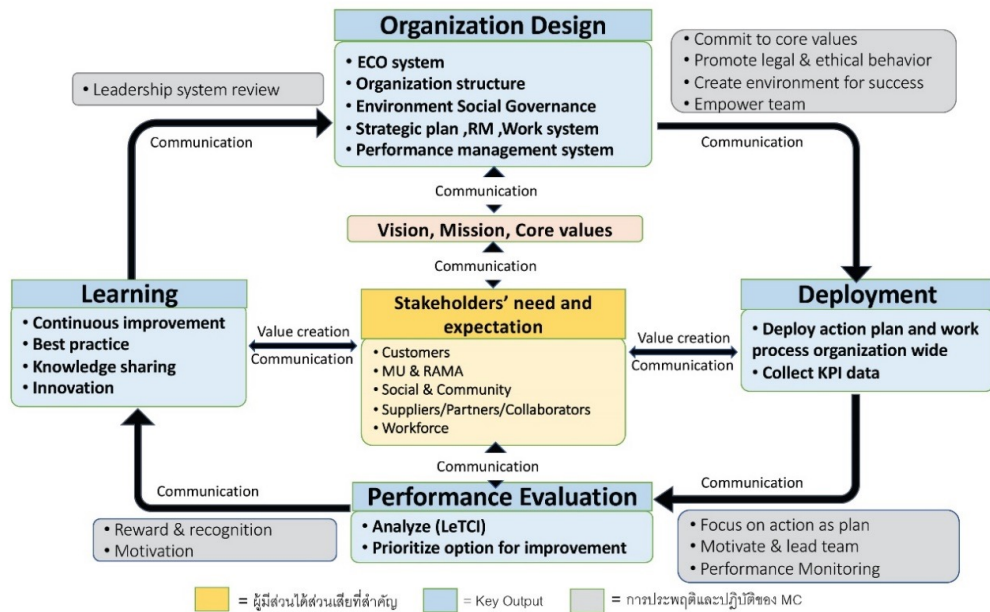 Organization Design
• ECO system
• Organization structure
• Environment Social Governance
• Strategic plan ,RM ,Work system
• Performance management system
• Commit to core values
• Promote legal & ethical behavior
• Create environment for success
• Empower team
• Leadership system review
Communication
Communication
Communication
Vision, Mission, Core values
Communication
Learning
• Continuous improvement
• Best practice
• Knowledge sharing
• Innovation
Value creation
Communication
Stakeholders' need and
expectation
• Customers
• MU & RAMA
• Social & Community
• Suppliers/Partners/Collaborators
• Workforce
Value creation
Communication
Deployment
• Deploy action plan and work
process organization wide
• Collect KPI data
Communication
Communication
Communication
Performance Evaluation
• Analyze (LeTCI)
• Prioritize option for improvement
• Reward & recognition
• Motivation
• Focus on action as plan
• Motivate & lead team
• Performance Monitoring
= ผู้มีส่วนได้ส่วนเสียที่สำคัญ
= Key Output
= การประพฤติและปฏิบัติของ MC